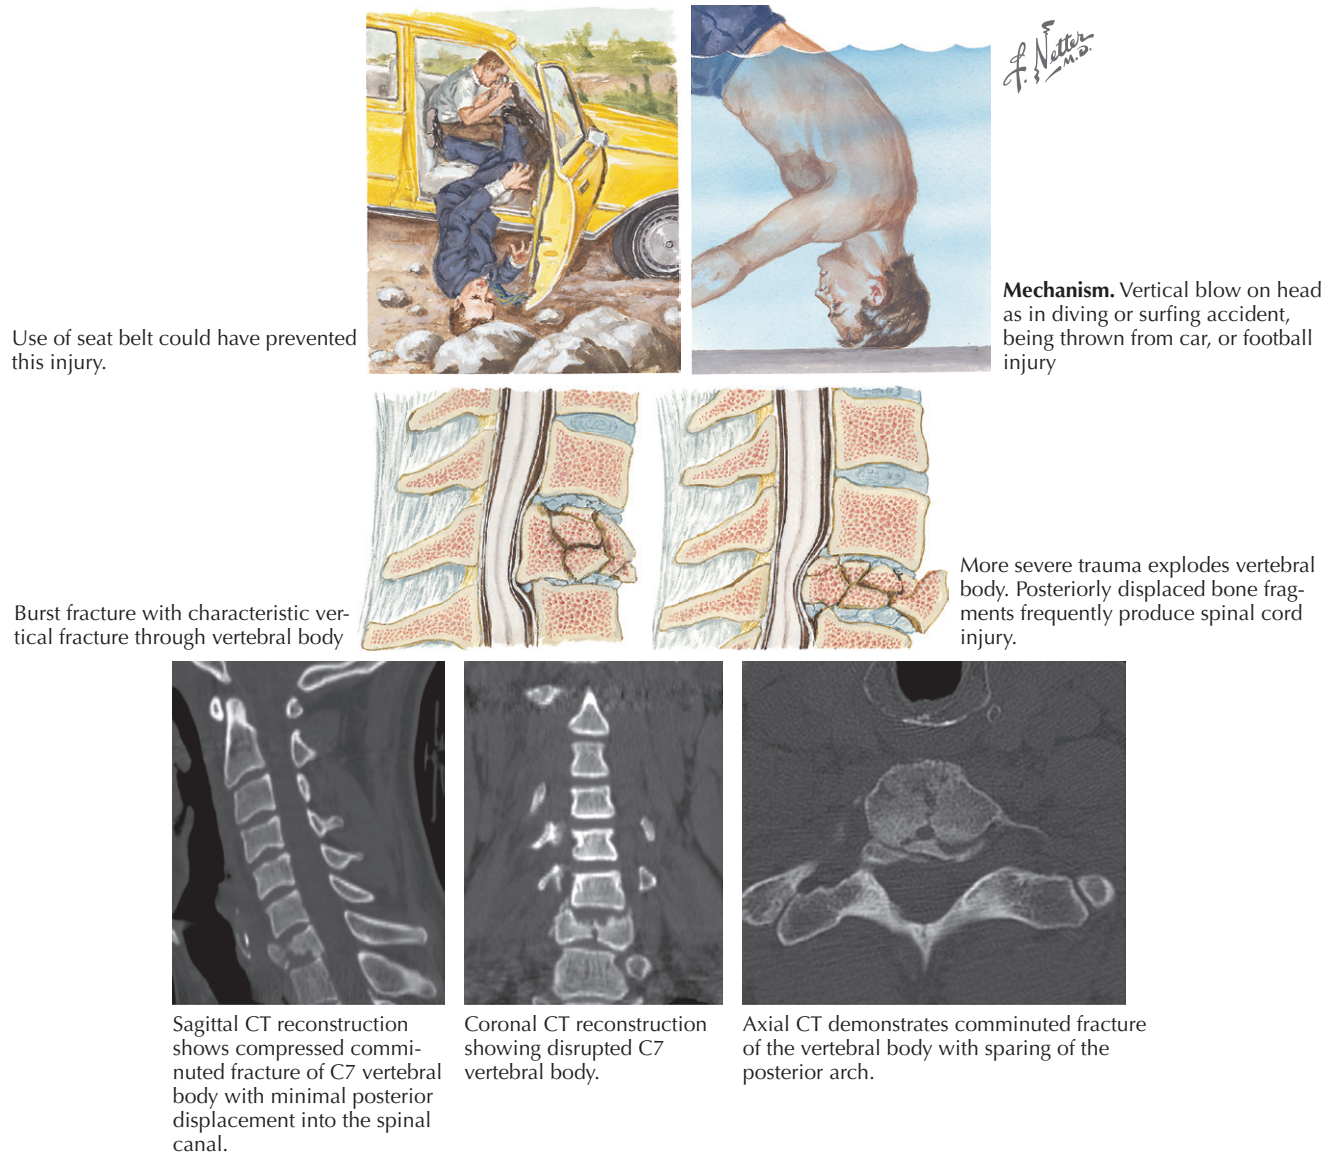 F. Netter
M.D.
Use of seat belt could have prevented
this injury.
Mechanism. Vertical blow on head
as in diving or surfing accident,
being thrown from car, or football
injury
Burst fracture with characteristic ver-
tical fracture through vertebral body
More severe trauma explodes vertebral
body. Posteriorly displaced bone frag-
ments frequently produce spinal cord
injury.
Sagittal CT reconstruction
shows compressed commi-
nuted fracture of C7 vertebral
body with minimal posterior
displacement into the spinal
canal.
Coronal CT reconstruction
showing disrupted C7
vertebral body.
Axial CT demonstrates comminuted fracture
of the vertebral body with sparing of the
posterior arch.